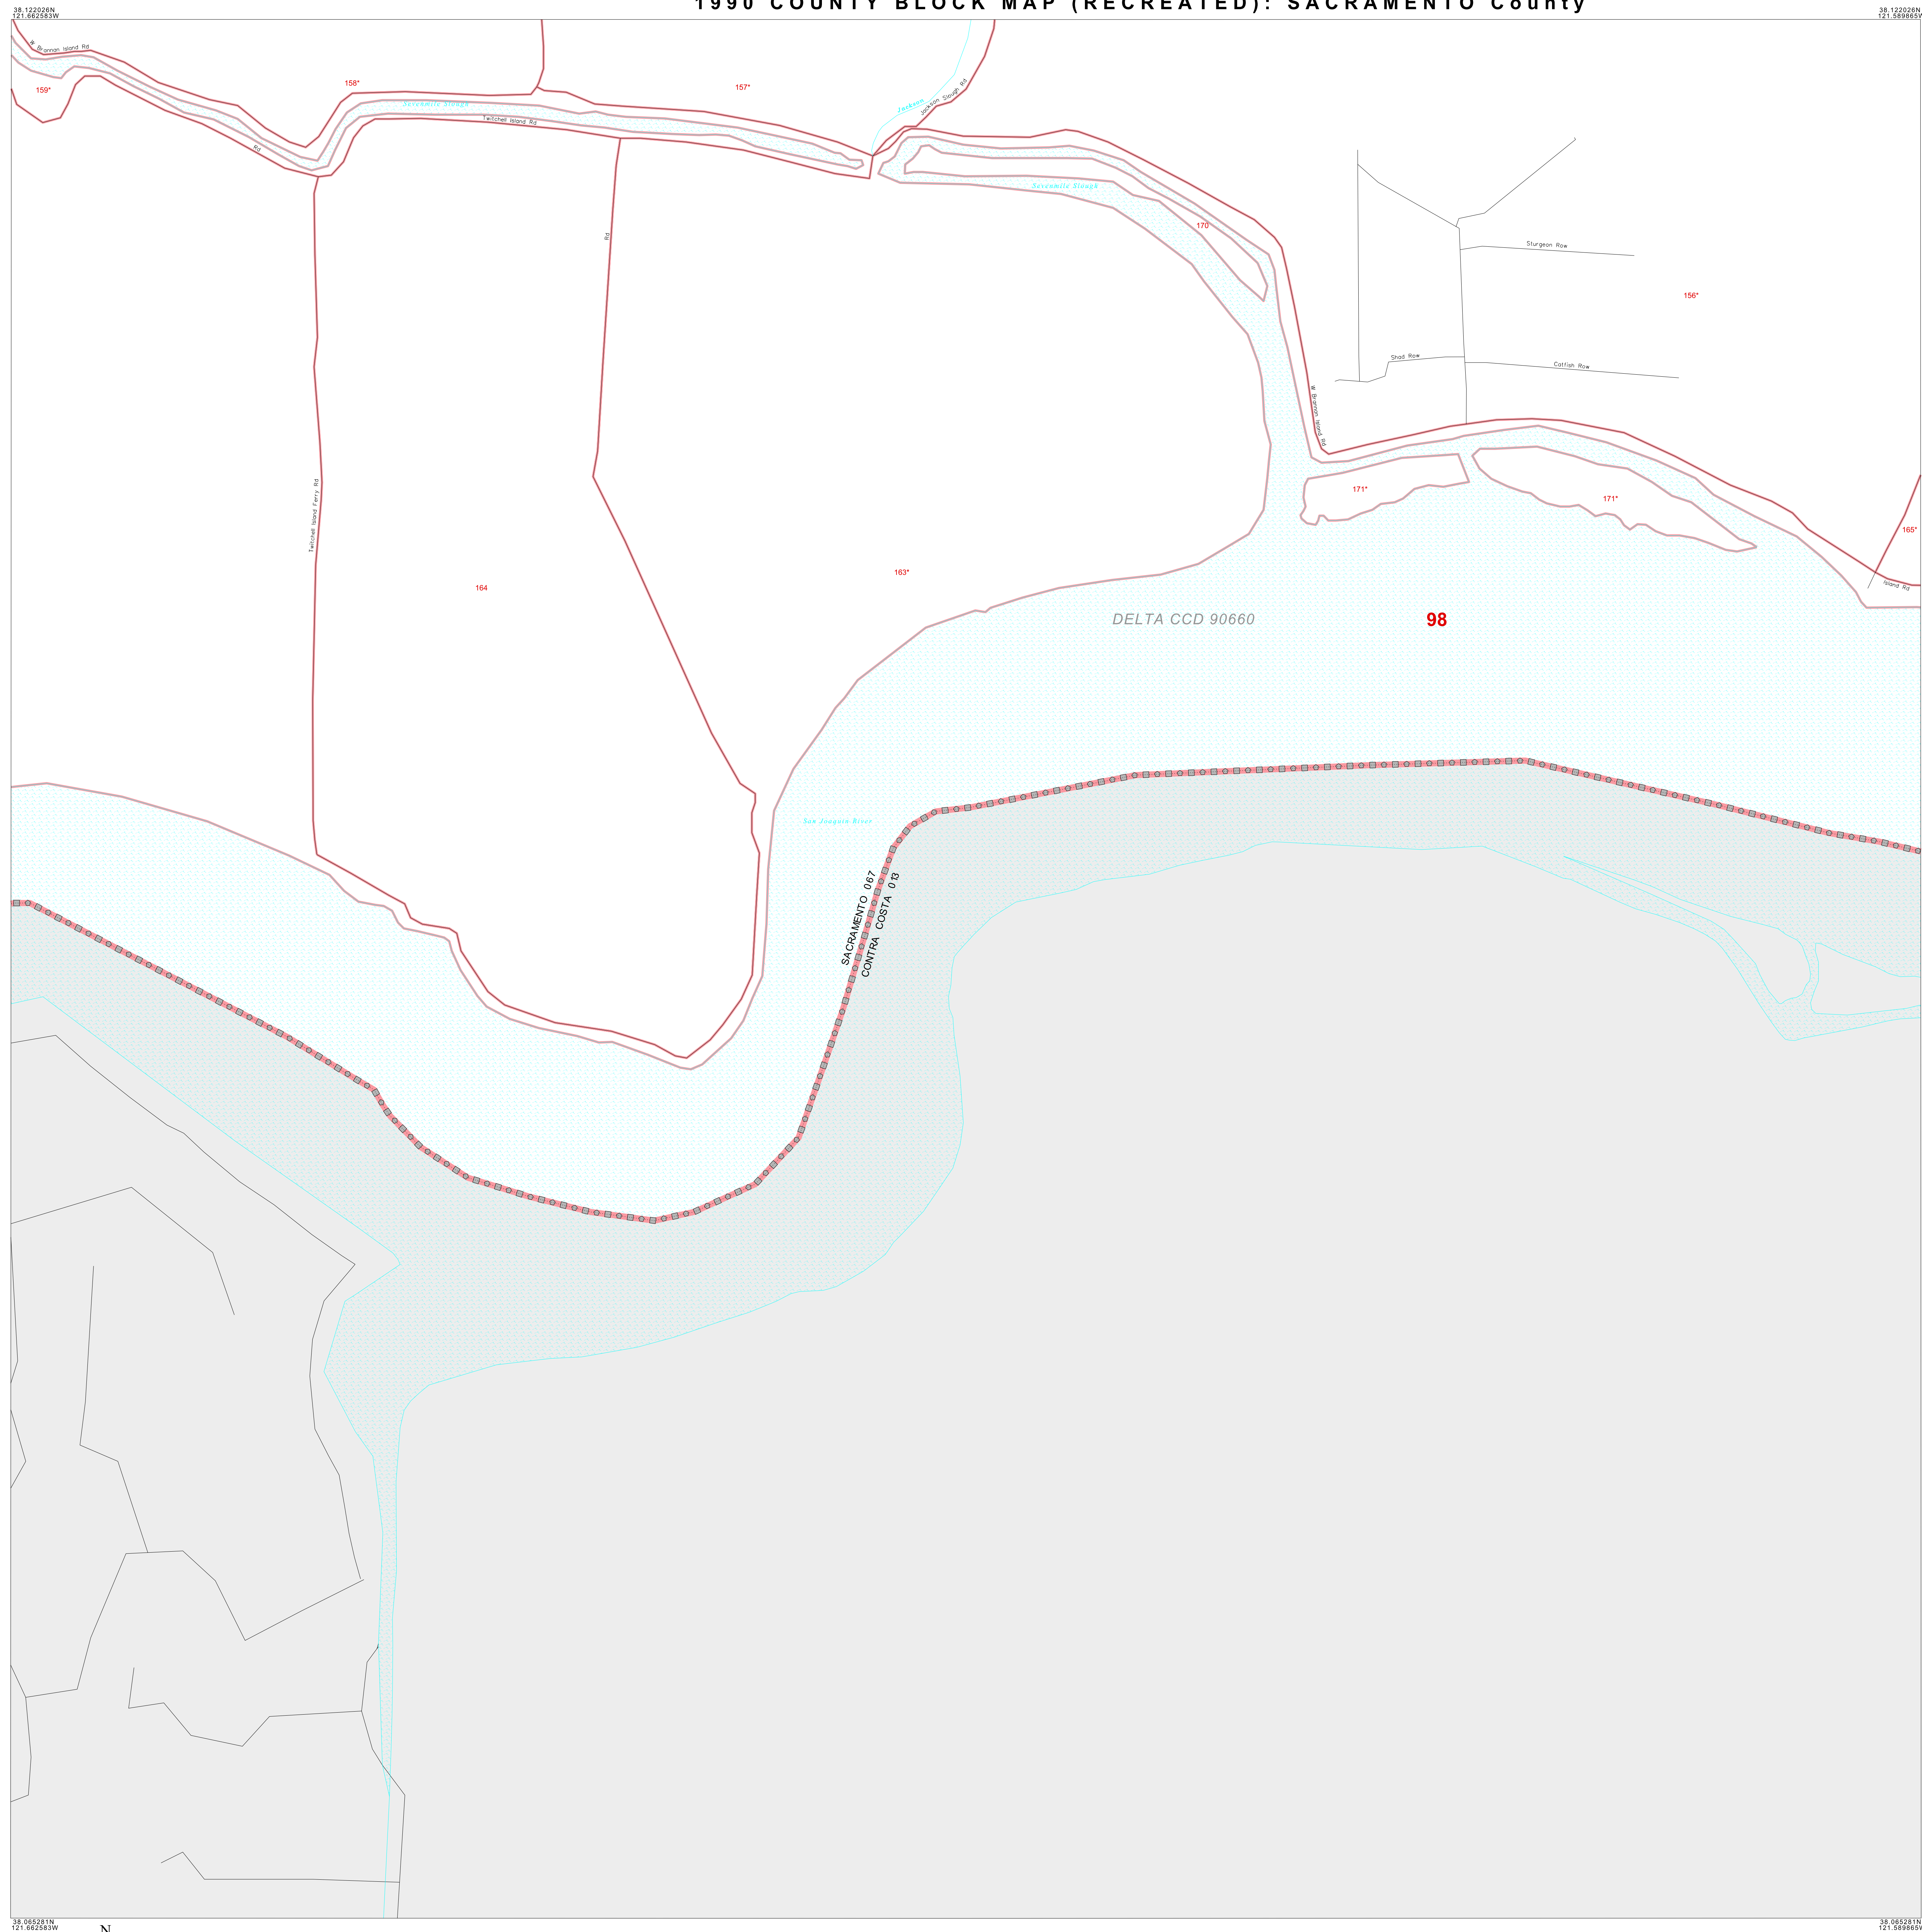 1990 COUNTY BLOCK MAP (RECREATED): SACRAMENTO County
38.122026N
121.662583W
38.122026N
121.589865W
W Brannan Island Rd
159*
158*
157*
Sevenmile Slough
Twitchell Island Rd
Rd
Jackson
Jackson Slough Rd
Sevenmile Slough
170
Rd
Sturgeon Row
156*
Shad Row
Catfish Row
W Brannan Island Rd
171*
171*
165*
Twitchell Island Ferry Rd
164
163*
Island Rd
DELTA CCD 90660
98
San Joaquin River
SACRAMENTO 067
CONTRA COSTA 013
38.065281N
121.662583W
N
38.065281N
121.589865W